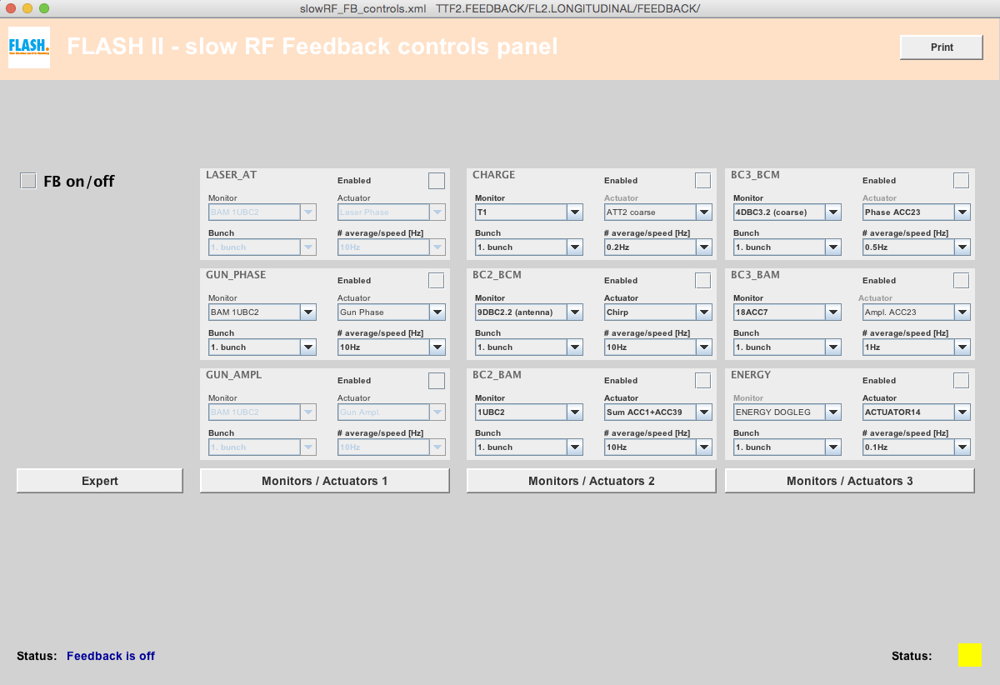 slowRF_FB_controls.xml TTF2.FEEDBACK/FL2.LONGITUDINAL/FEEDBACK/
FLASH.
FLASH II - slow RF Feedback controls panel
Print
FB on/off
LASER_AT
Enabled
Monitor Actuator
BAM 1UBC2 Laser Phase
Bunch # average/speed [Hz]
1. bunch 10Hz
GUN_PHASE
Enabled
Monitor Actuator
BAM 1UBC2 Gun Phase
Bunch # average/speed [Hz]
1. bunch 10Hz
GUN_AMPL
Enabled
Monitor Actuator
BAM 1UBC2 Gun Ampl.
Bunch # average/speed [Hz]
1. bunch 10Hz
CHARGE
Enabled
Monitor Actuator
T1 ATT2 coarse
Bunch # average/speed [Hz]
1. bunch 0.2Hz
BC2_BCM
Enabled
Monitor Actuator
9DBC2.2 (antenna) Chirp
Bunch # average/speed [Hz]
1. bunch 10Hz
BC2_BAM
Enabled
Monitor Actuator
1UBC2 Sum ACC1+ACC39
Bunch # average/speed [Hz]
1. bunch 10Hz
BC3_BCM
Enabled
Monitor Actuator
4DBC3.2 (coarse) Phase ACC23
Bunch # average/speed [Hz]
1. bunch 0.5Hz
BC3_BAM
Enabled
Monitor Actuator
18ACC7 Ampl. ACC23
Bunch # average/speed [Hz]
1. bunch 1Hz
ENERGY
Enabled
Monitor Actuator
ENERGY DOGLEG ACTUATOR14
Bunch # average/speed [Hz]
1. bunch 0.1Hz
Expert Monitors / Actuators 1 Monitors / Actuators 2 Monitors / Actuators 3
Status: Feedback is off Status: